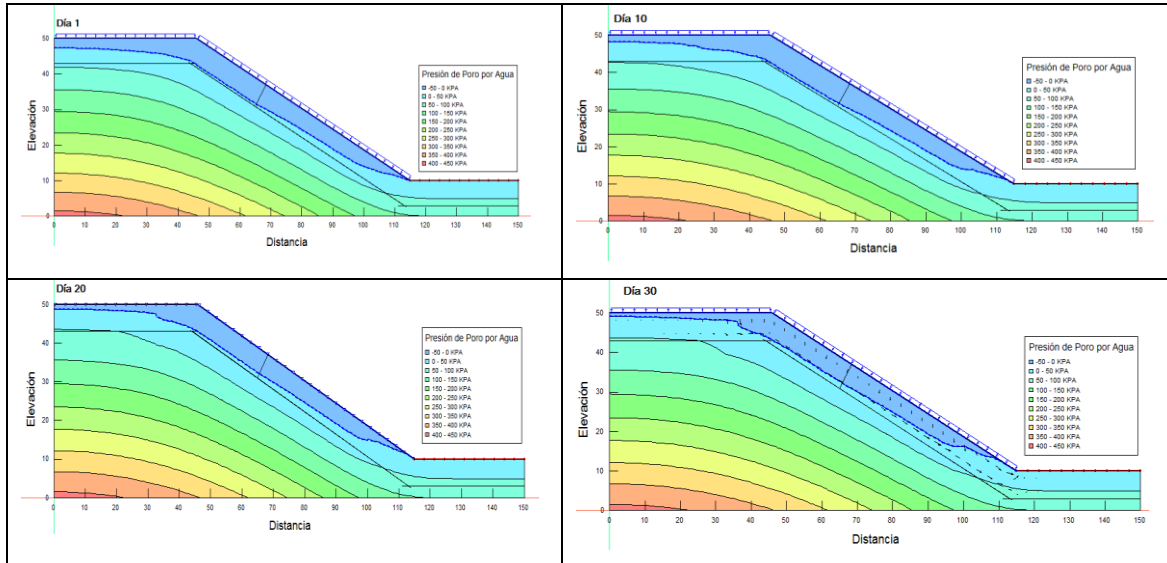 Día 1
50
40
30
20
10
0
Elevación
Presión de Poro por Agua
-50 - 0 KPA
0 - 50 KPA
50 - 100 KPA
100 - 150 KPA
150 - 200 KPA
200 - 250 KPA
250 - 300 KPA
300 - 350 KPA
350 - 400 KPA
400 - 450 KPA
0 10 20 30 40 50 60 70 80 90 100 110 120 130 140 150
Distancia
Día 10
50
40
30
20
10
0
Elevación
Presión de Poro por Agua
-50 - 0 KPA
0 - 50 KPA
50 - 100 KPA
100 - 150 KPA
150 - 200 KPA
200 - 250 KPA
250 - 300 KPA
300 - 350 KPA
350 - 400 KPA
400 - 450 KPA
0 10 20 30 40 50 60 70 80 90 100 110 120 130 140 150
Distancia
Día 20
50
40
30
20
10
0
Elevación
Presión de Poro por Agua
-50 - 0 KPA
0 - 50 KPA
50 - 100 KPA
100 - 150 KPA
150 - 200 KPA
200 - 250 KPA
250 - 300 KPA
300 - 350 KPA
350 - 400 KPA
400 - 450 KPA
0 10 20 30 40 50 60 70 80 90 100 110 120 130 140 150
Distancia
Día 30
50
40
30
20
10
0
Elevación
Presión de Poro por Agua
-50 - 0 KPA
0 - 50 KPA
50 - 100 KPA
100 - 150 KPA
150 - 200 KPA
200 - 250 KPA
250 - 300 KPA
300 - 350 KPA
350 - 400 KPA
400 - 450 KPA
0 10 20 30 40 50 60 70 80 90 100 110 120 130 140 150
Distancia